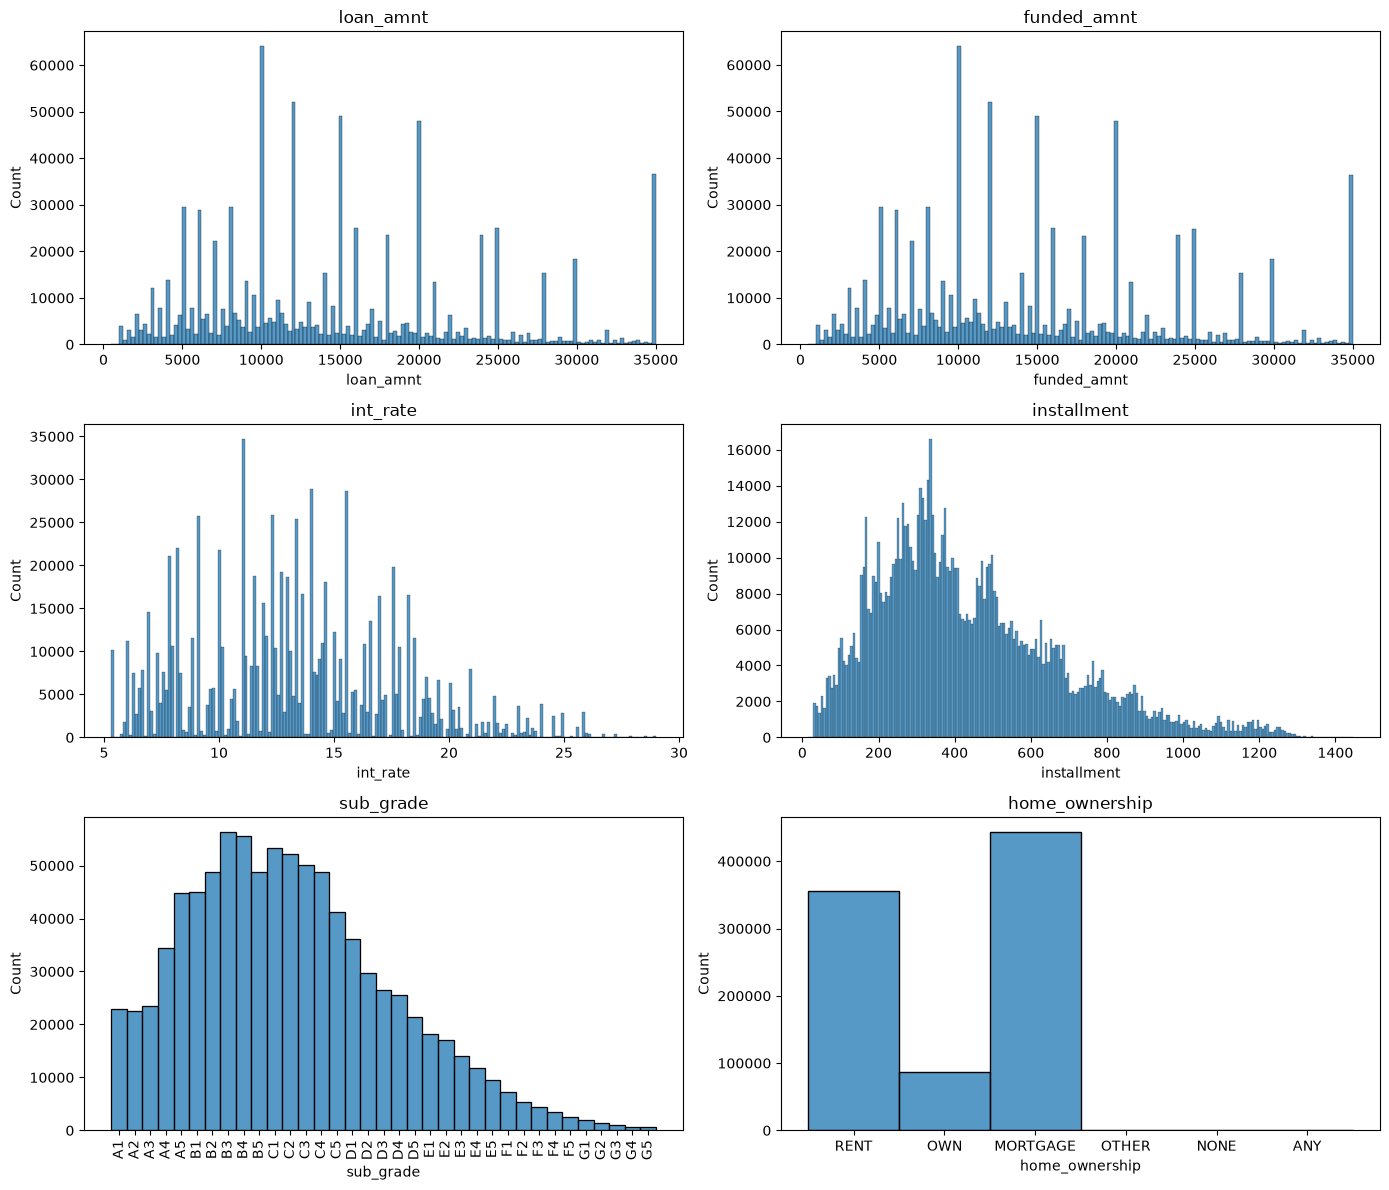 loan_amnt
60000
50000
40000
30000
20000
10000
0
Count
0 5000 10000 15000 20000 25000 30000 35000
loan_amnt
funded_amnt
60000
50000
40000
30000
20000
10000
0
Count
5000 10000 15000 20000 25000 30000 35000
funded_amnt
int_rate
35000
30000
25000
20000
15000
10000
5000
0
Count
5 10 15 20 25 30
int_rate
installment
16000
14000
12000
10000
8000
6000
4000
2000
0
Count
0 200 400 600 800 1000 1200 1400
installment
sub_grade
50000
40000
30000
20000
10000
0
Count
A1 A2 A3 A4 A5 B1 B2 B3 B4 B5 C1 C2 C3 C4 C5 D1 D2 D3 D4 D5 E1 E2 E3 E4 E5 F1 F2 F3 F4 F5 G1 G2 G3 G4 G5
sub_grade
home_ownership
400000
300000
200000
100000
0
Count
RENT OWN MORTGAGE OTHER NONE ANY
home_ownership